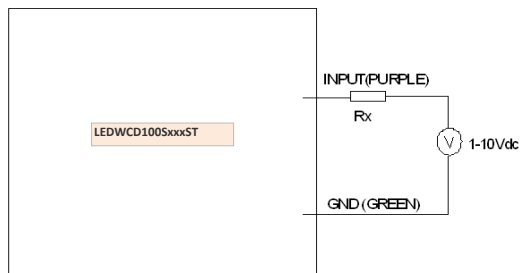 INPUT(PURPLE)
Rx
LEDWCD100SxxxST
V
1-10Vdc
GND(GREEN)